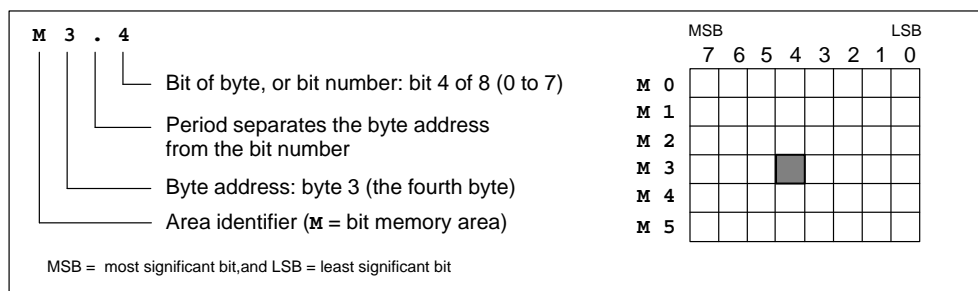 M 3 . 4
Bit of byte, or bit number: bit 4 of 8 (0 to 7)
Period separates the byte address
from the bit number
Byte address: byte 3 (the fourth byte)
Area identifier (M = bit memory area)
MSB = most significant bit,and LSB = least significant bit
MSB LSB
7 6 5 4 3 2 1 0
M 0
M 1
M 2
M 3
M 4
M 5